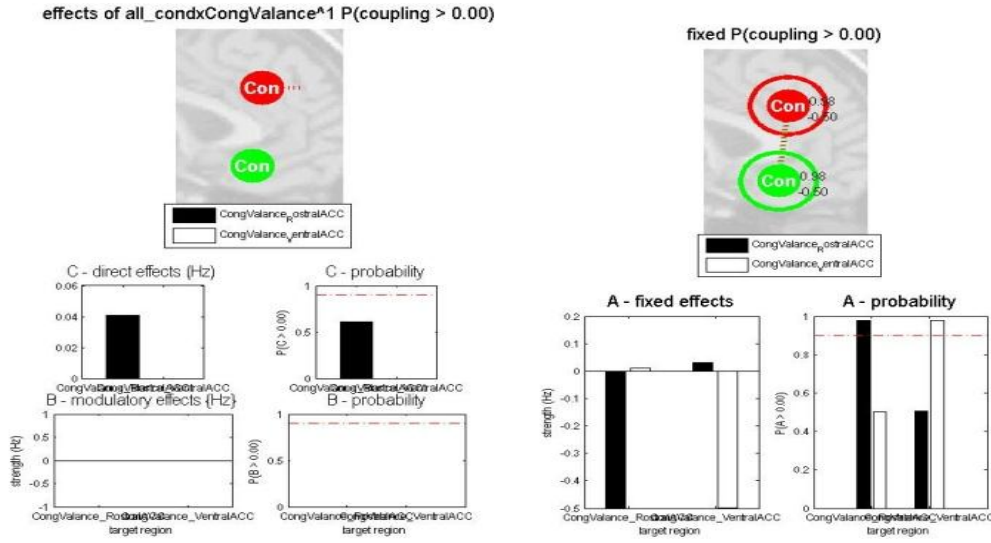 effects of all_condxCongValance^1 P(coupling > 0.00)
Con
Con
CongValance_RostralACC
CongValance_VentralACC
C - direct effects (Hz)
0.06
0.04
0.02
0
C - probability
1
0.5
0
P(C > 0.00)
B - modulatory effects {Hz}
1
0.5
0
-0.5
-1
strength (Hz)
target region
B - probability
1
0.5
0
P(B > 0.00)
target region
fixed P(coupling > 0.00)
Con
0.98
-0.50
Con
0.98
-0.50
CongValance_RostralACC
CongValance_VentralACC
A - fixed effects
0.2
0.1
0
-0.1
-0.2
-0.3
-0.4
-0.5
strength (Hz)
target region
A - probability
1
0.8
0.6
0.4
0.2
0
P(A > 0.00)
target region